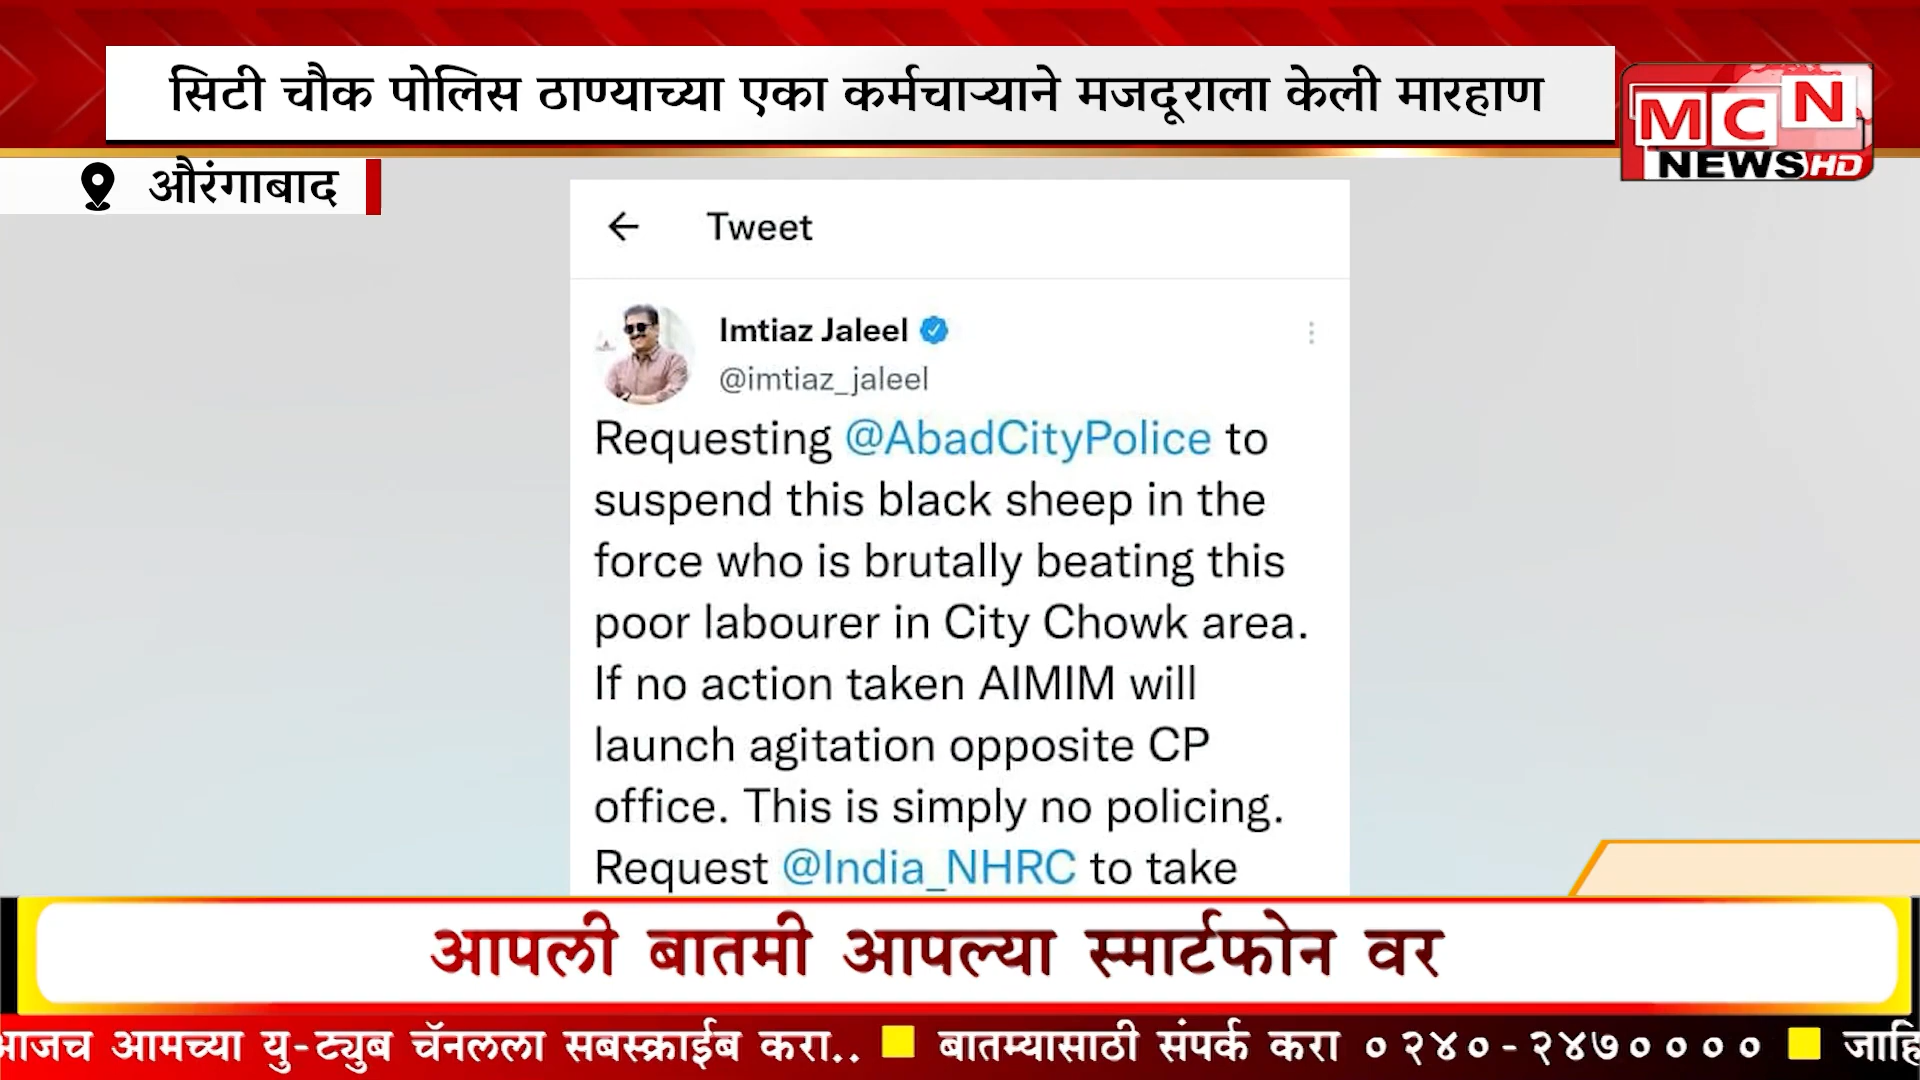 सिटी चौक पोलिस ठाण्याच्या एका कर्मचाऱ्याने मजदूराला केली मारहाण
MCN
NEWS HD
औरंगाबाद
Tweet
Imtiaz Jaleel
@imtiaz_jaleel
Requesting @AbadCityPolice to
suspend this black sheep in the
force who is brutally beating this
poor labourer in City Chowk area.
If no action taken AIMIM will
launch agitation opposite CP
office. This is simply no policing.
Request @India_NHRC to take
आपली बातमी आपल्या स्मार्टफोन वर
आजच आमच्या यु-ट्युब चॅनलला सबस्क्राईब करा.. बातम्यासाठी संपर्क करा ०२४०-२४७००००